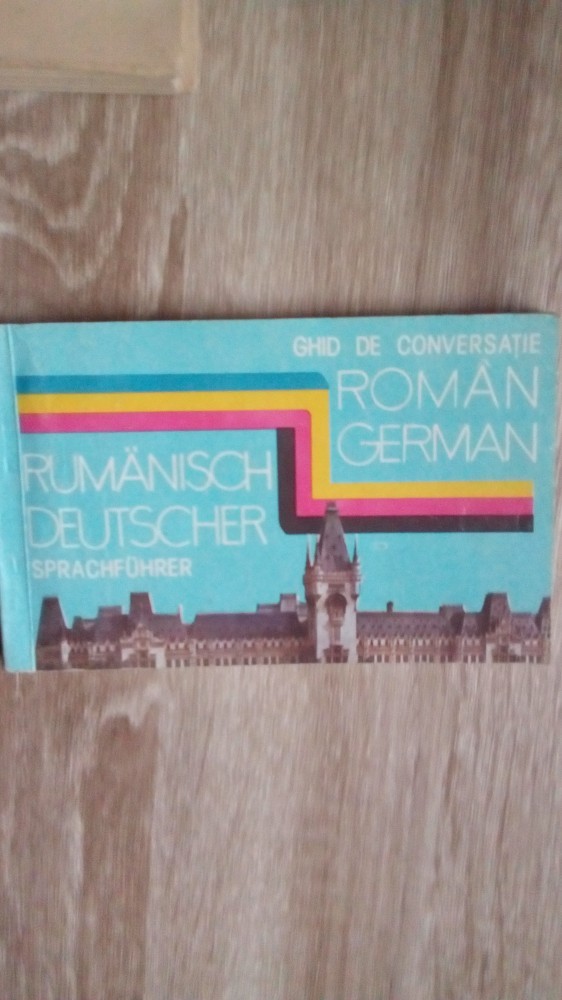 GHID DE CONVERSAȚIE
ROMÂN
GERMAN
RUMÄNISCH
DEUTSCHER
SPRACHFÜHRER